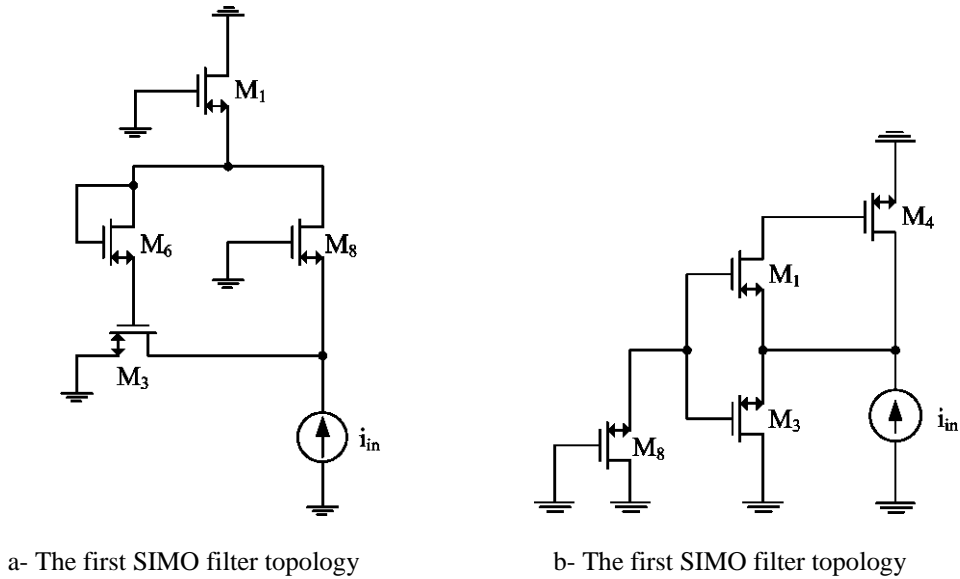 M1
M6
M8
M3
iin
M4
M1
M3
M8
iin
a- The first SIMO filter topology
b- The first SIMO filter topology